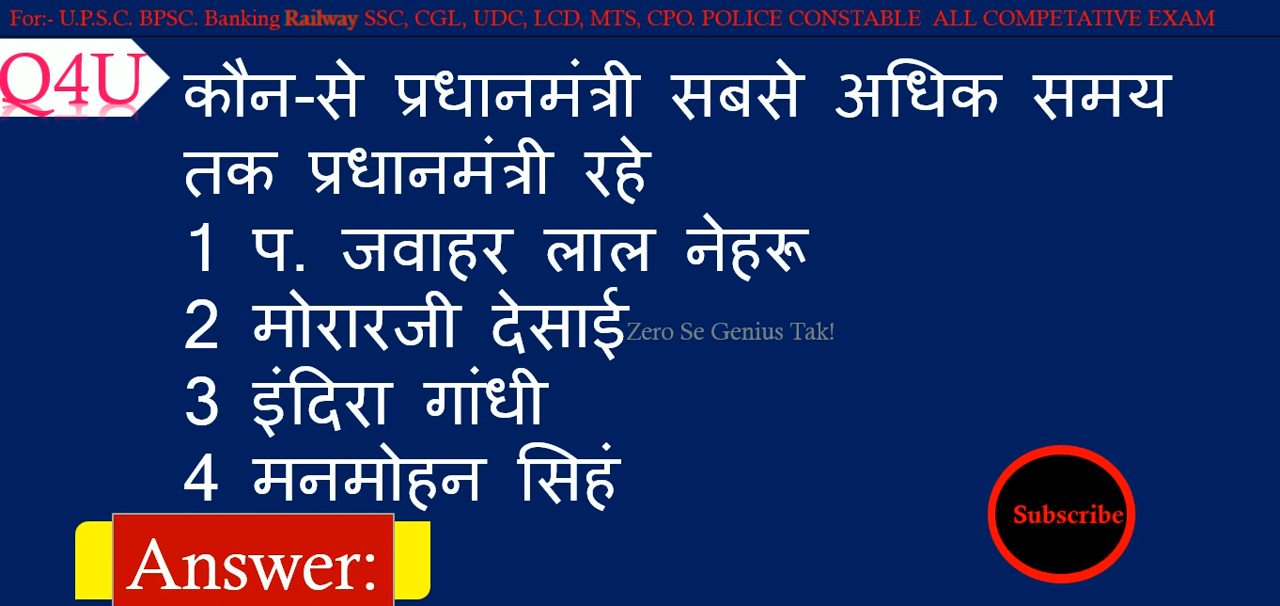 For:- U.P.S.C. BPSC. Banking Railway SSC, CGL, UDC, LCD, MTS, CPO. POLICE CONSTABLE ALL COMPETATIVE EXAM
Q4U
कौन-से प्रधानमंत्री सबसे अधिक समय
तक प्रधानमंत्री रहे
1 प. जवाहर लाल नेहरू
2 मोरारजी देसाई
Zero Se Genius Tak!
3 इंदिरा गांधी
4 मनमोहन सिहं
Subscribe
Answer: